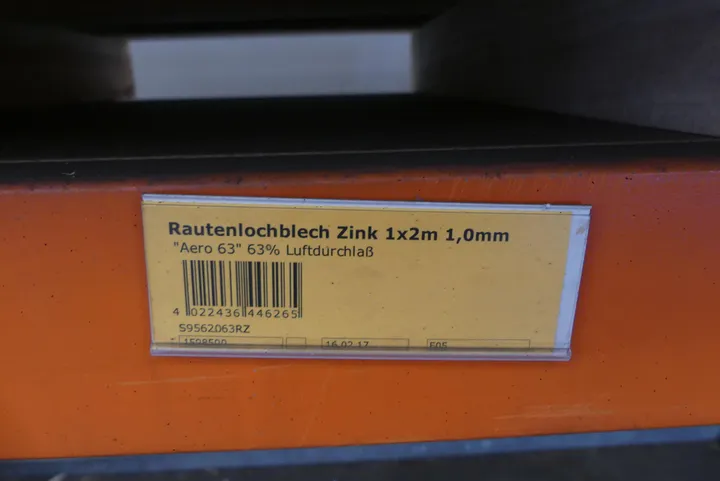 Rautenlochblech Zink 1x2m 1,0mm
"Aero 63" 63% Luftdurchlaß
4 022436 446265
S9562063RZ
1598500 16.02.17 E05